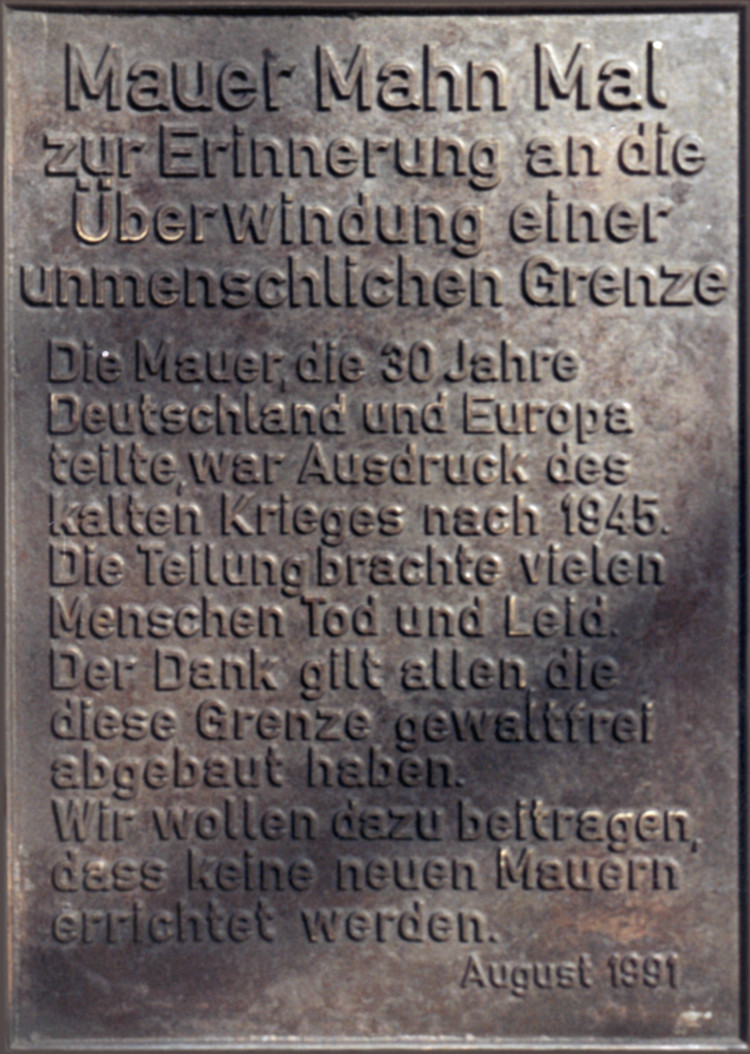 Mauer Mahn Mal
zur Erinnerung an die
Überwindung einer
unmenschlichen Grenze
Die Mauer, die 30 Jahre
Deutschland und Europa
teilte, war Ausdruck des
kalten Krieges nach 1945.
Die Teilung brachte vielen
Menschen Tod und Leid.
Der Dank gilt allen, die
diese Grenze gewaltfrei
abgebaut haben.
Wir wollen dazu beitragen,
dass keine neuen Mauern
errichtet werden.
August 1991